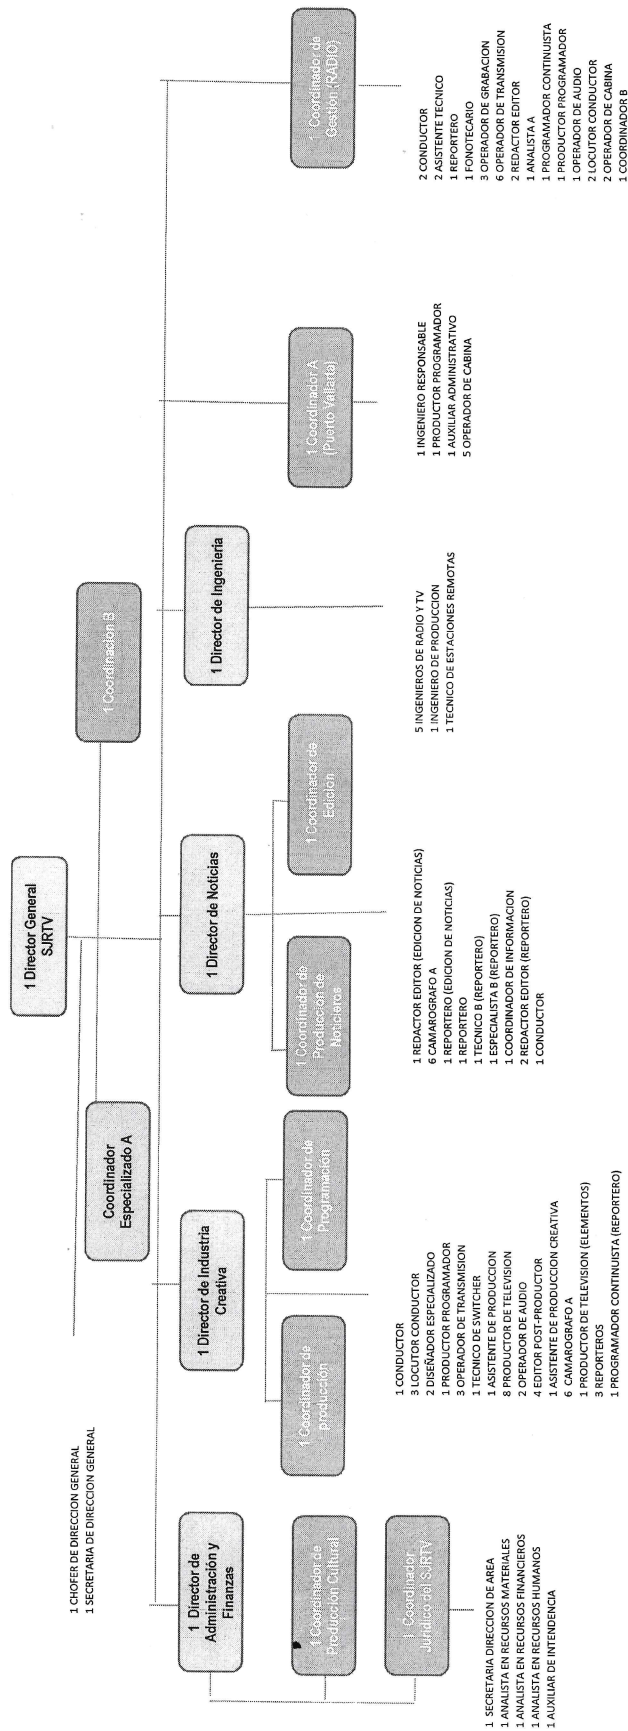 1 Director General
SJRTV
1 CHOFER DE DIRECCION GENERAL
1 SECRETARIA DE DIRECCION GENERAL
Coordinador
Especializado A
1 Coordinacion B
1 Director de
Administración y
Finanzas
1 Coordinador de
Producción Cultural
1 Coordinador
Jurídico del SJRTV
1 SECRETARIA DIRECCION DE AREA
1 ANALISTA EN RECURSOS MATERIALES
1 ANALISTA EN RECURSOS FINANCIEROS
1 ANALISTA EN RECURSOS HUMANOS
1 AUXILIAR DE INTENDENCIA
1 Director de Industria
Creativa
1 Coordinador de
producción
1 Coordinador de
Programación
1 CONDUCTOR
3 LOCUTOR CONDUCTOR
2 DISEÑADOR ESPECIALIZADO
1 PRODUCTOR PROGRAMADOR
3 OPERADOR DE TRANSMISION
1 TECNICO DE SWITCHER
1 ASISTENTE DE PRODUCCION
8 PRODUCTOR DE TELEVISION
2 OPERADOR DE AUDIO
4 EDITOR POST-PRODUCTOR
1 ASISTENTE DE PRODUCCION CREATIVA
6 CAMAROGRAFO A
1 PRODUCTOR DE TELEVISION (ELEMENTOS)
3 REPORTEROS
1 PROGRAMADOR CONTINUISTA (REPORTERO)
1 Director de Noticias
1 Coordinador de
Produccion de
Noticieros
1 Coordinador de
Edición
1 REDACTOR EDITOR (EDICION DE NOTICIAS)
6 CAMAROGRAFO A
1 REPORTERO (EDICION DE NOTICIAS)
1 REPORTERO
1 TECNICO B (REPORTERO)
1 ESPECIALISTA B (REPORTERO)
1 COORDINADOR DE INFORMACION
2 REDACTOR EDITOR (REPORTERO)
1 CONDUCTOR
1 Director de Ingenieria
5 INGENIEROS DE RADIO Y TV
1 INGENIERO DE PRODUCCION
1 TECNICO DE ESTACIONES REMOTAS
1 Coordinador A
(Puerto Vallarta)
1 INGENIERO RESPONSABLE
1 PRODUCTOR PROGRAMADOR
1 AUXILIAR ADMINISTRATIVO
5 OPERADOR DE CABINA
Coordinador de
Gestión (RADIO)
2 CONDUCTOR
2 ASISTENTE TECNICO
1 REPORTERO
1 FONOTECARIO
3 OPERADOR DE GRABACION
6 OPERADOR DE TRANSMISION
2 REDACTOR EDITOR
1 ANALISTA A
1 PROGRAMADOR CONTINUISTA
1 PRODUCTOR PROGRAMADOR
1 OPERADOR DE AUDIO
2 LOCUTOR CONDUCTOR
2 OPERADOR DE CABINA
1 COORDINADOR B